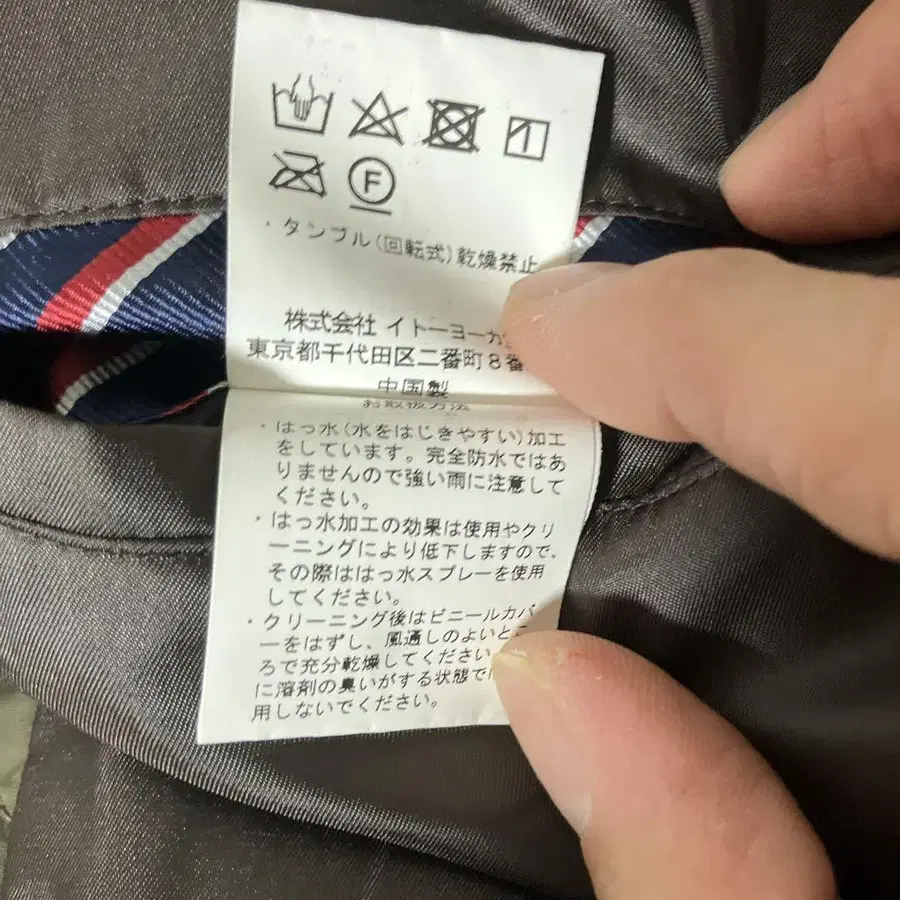 F
・タンブル(回転式)乾燥禁止
株式会社 イトーヨーカ
東京都千代田区二番町8番
中国製
お取扱方法
・はっ水(水をはじきやすい)加工
をしています。完全防水ではあ
りませんので強い雨に注意して
ください。
・はっ水加工の効果は使用やクリ
ーニングにより低下しますので、
その際ははっ水スプレーを使用
してください。
・クリーニング後はビニールカバ
ーをはずし、風通しのよいとこ
ろで充分乾燥してください
に溶剤の臭いがする状態で
用しないでください。